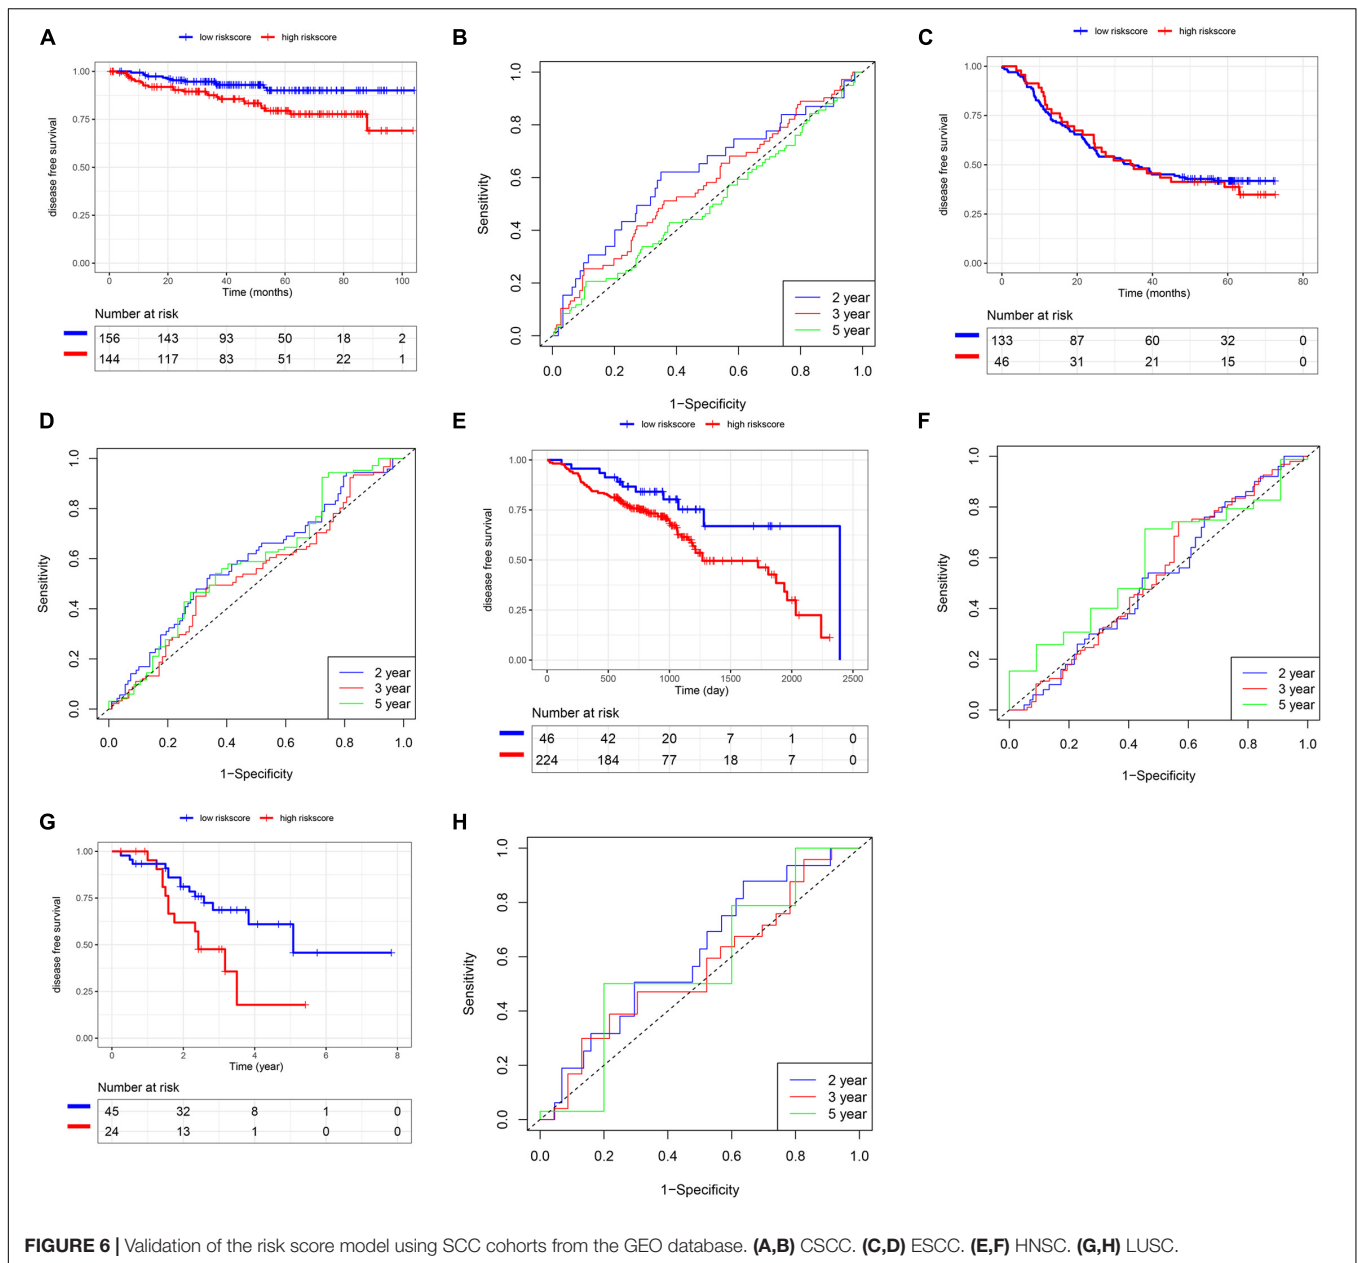 A
low riskscore high riskscore
disease free survival
1.00
0.75
0.50
0.25
0.00
0 20 40 60 80 100
Time (months)
Number at risk
156 143 93 50 18 2
144 117 83 51 22 1
B
Sensitivity
1.0
0.8
0.6
0.4
0.2
0.0
2 year
3 year
5 year
0.0 0.2 0.4 0.6 0.8 1.0
1−Specificity
C
low riskscore high riskscore
disease free survival
1.00
0.75
0.50
0.25
0.00
0 20 40 60 80
Time (months)
Number at risk
133 87 60 32 0
46 31 21 15 0
D
Sensitivity
1.0
0.8
0.6
0.4
0.2
0.0
2 year
3 year
5 year
0.0 0.2 0.4 0.6 0.8 1.0
1−Specificity
E
low riskscore high riskscore
disease free survival
1.00
0.75
0.50
0.25
0.00
0 500 1000 1500 2000 2500
Time (day)
Number at risk
46 42 20 7 1 0
224 184 77 18 7 0
F
Sensitivity
1.0
0.8
0.6
0.4
0.2
0.0
2 year
3 year
5 year
0.0 0.2 0.4 0.6 0.8 1.0
1−Specificity
G
low riskscore high riskscore
disease free survival
1.00
0.75
0.50
0.25
0.00
0 2 4 6 8
Time (year)
Number at risk
45 32 8 1 0
24 13 1 0 0
H
Sensitivity
1.0
0.8
0.6
0.4
0.2
0.0
2 year
3 year
5 year
0.0 0.2 0.4 0.6 0.8 1.0
1−Specificity
FIGURE 6 | Validation of the risk score model using SCC cohorts from the GEO database. (A,B) CSCC. (C,D) ESCC. (E,F) HNSC. (G,H) LUSC.